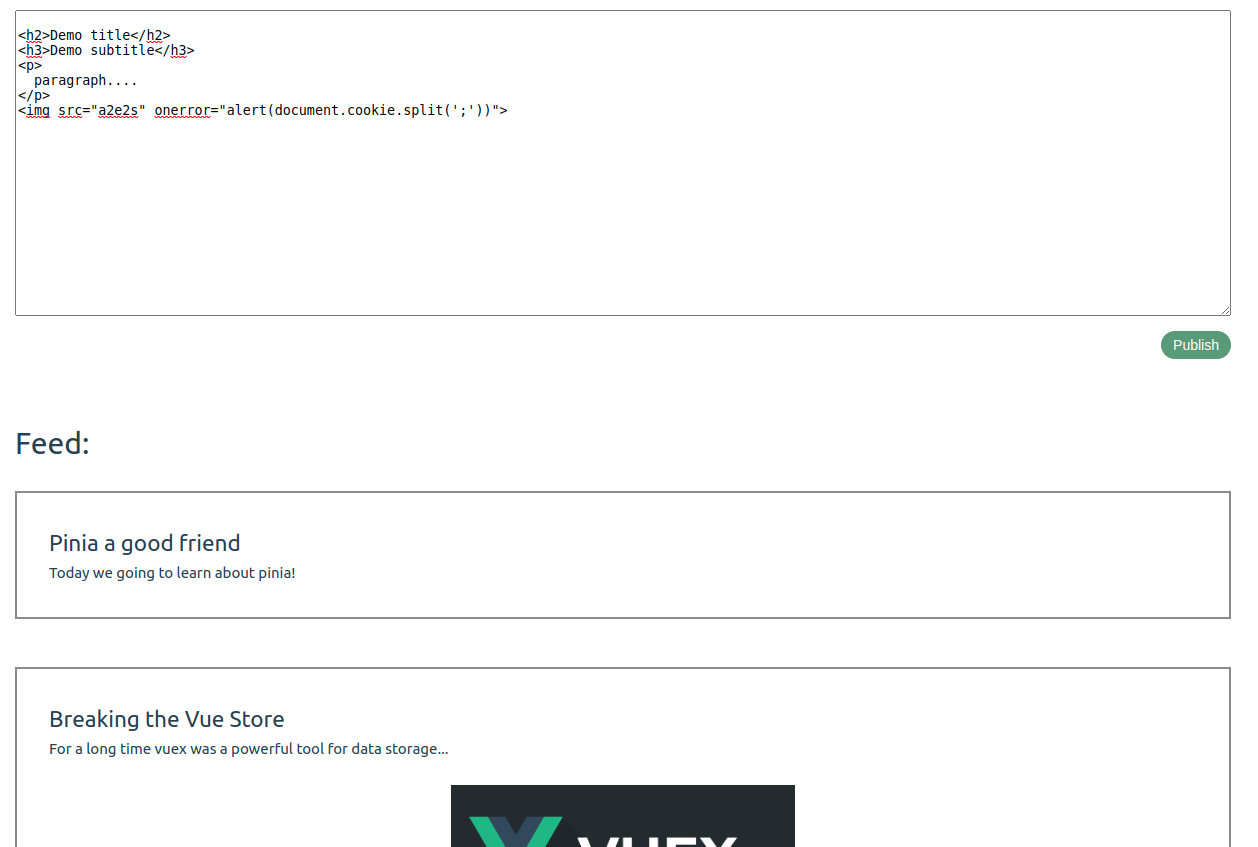 <h2>Demo title</h2>
<h3>Demo subtitle</h3>
<p>
  paragraph....
</p>
<img src="a2e2s" onerror="alert(document.cookie.split(';'))">
Publish
Feed:
Pinia a good friend
Today we going to learn about pinia!
Breaking the Vue Store
For a long time vuex was a powerful tool for data storage...
VUEX